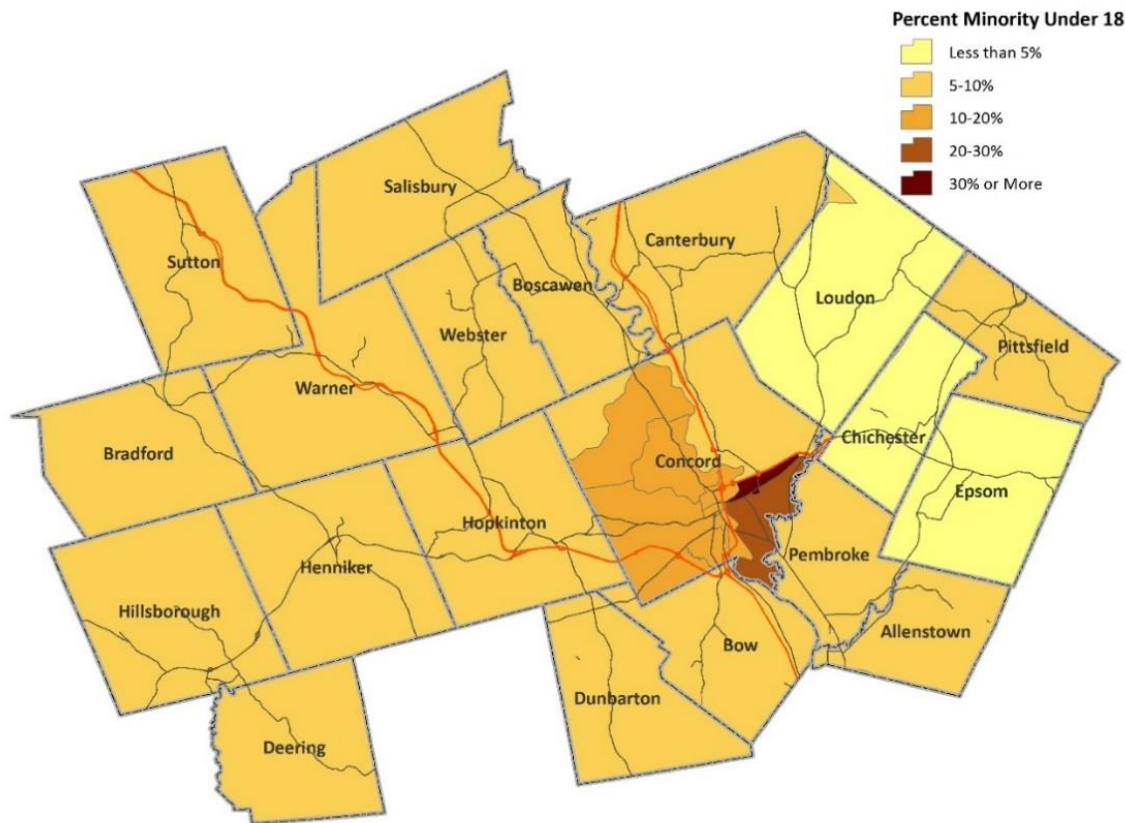 Percent Minority Under 18
Less than 5%
5-10%
10-20%
20-30%
30% or More
Salisbury
Sutton
Canterbury
Boscawen
Loudon
Webster
Pittsfield
Warner
Bradford
Concord
Chichester
Epsom
Hopkinton
Pembroke
Henniker
Hillsborough
Allenstown
Bow
Dunbarton
Deering